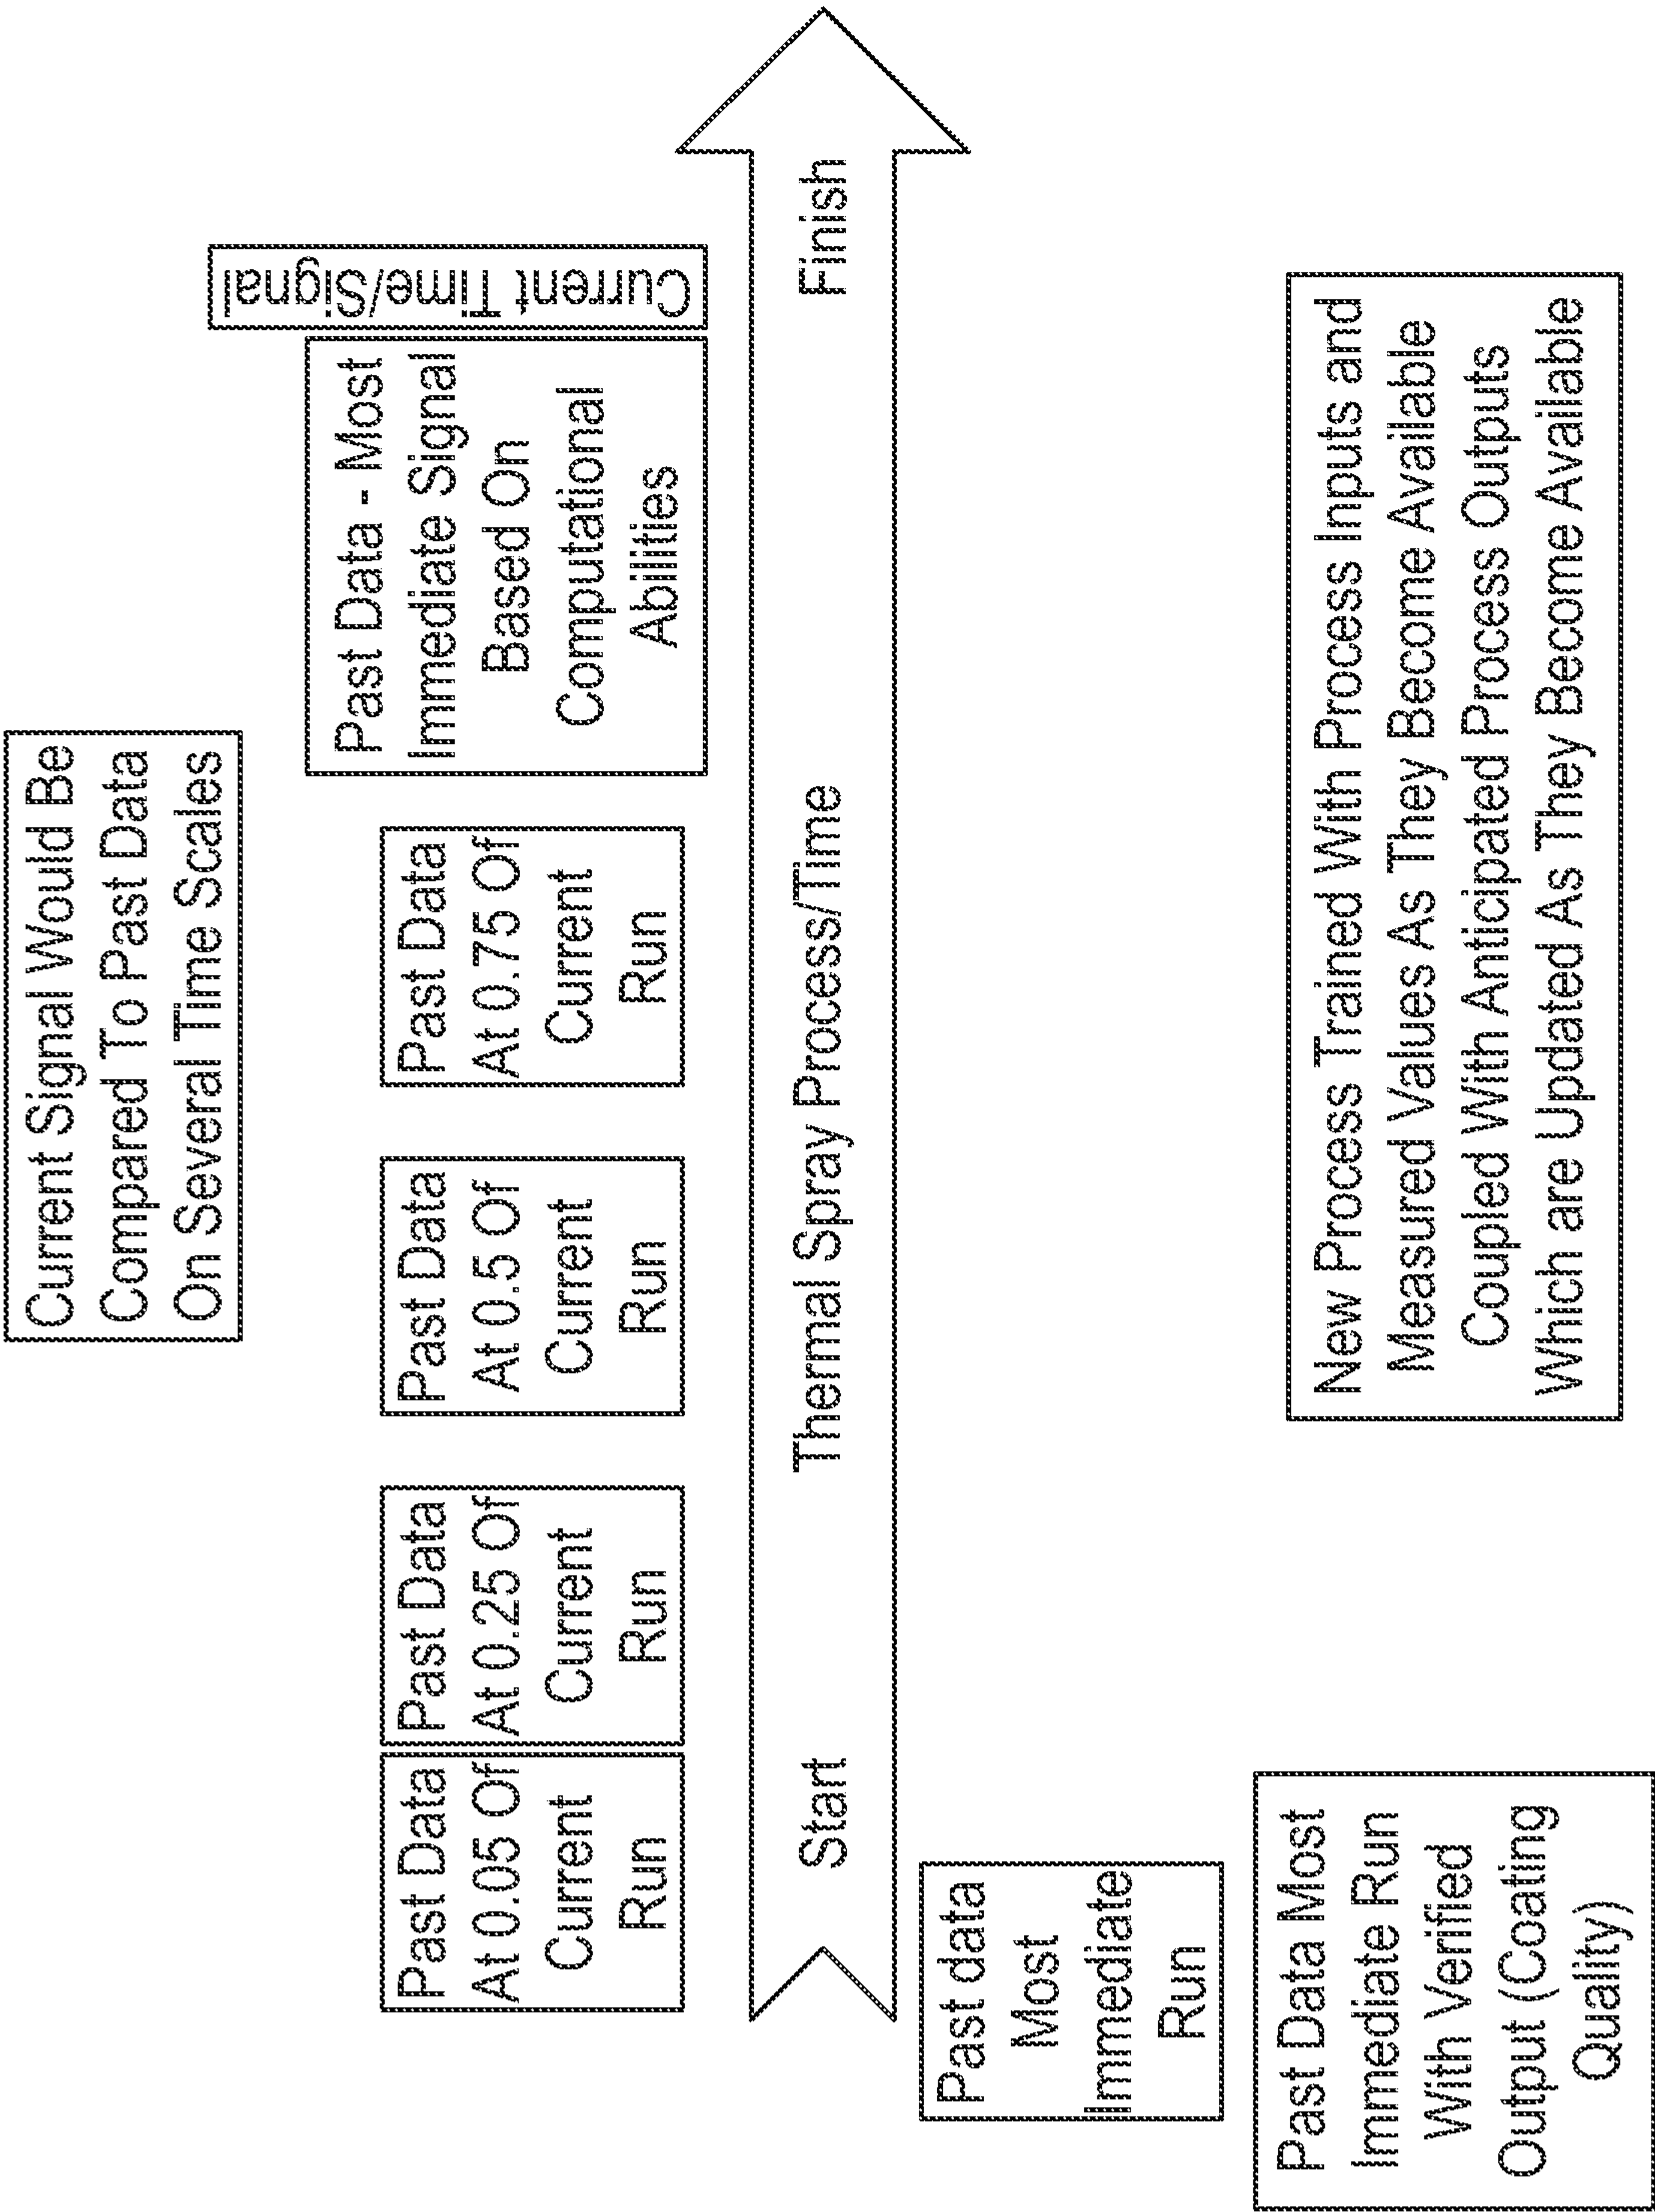 Current Signal Would Be
Compared To Past Data
On Several Time Scales
Past Data
At 0.05 Of
Current
Run
Past Data
At 0.25 Of
Current
Run
Past Data
At 0.5 Of
Current
Run
Past Data
At 0.75 Of
Current
Run
Past Data - Most
Immediate Signal
Based On
Computational
Abilities
Current Time/Signal
Start
Thermal Spray Process/Time
Finish
Past data
Most
Immediate
Run
Past Data Most
Immediate Run
With Verified
Output (Coating
Quality)
New Process Trained With Process Inputs and
Measured Values As They Become Available
Coupled With Anticipated Process Outputs
Which are Updated As They Become Available